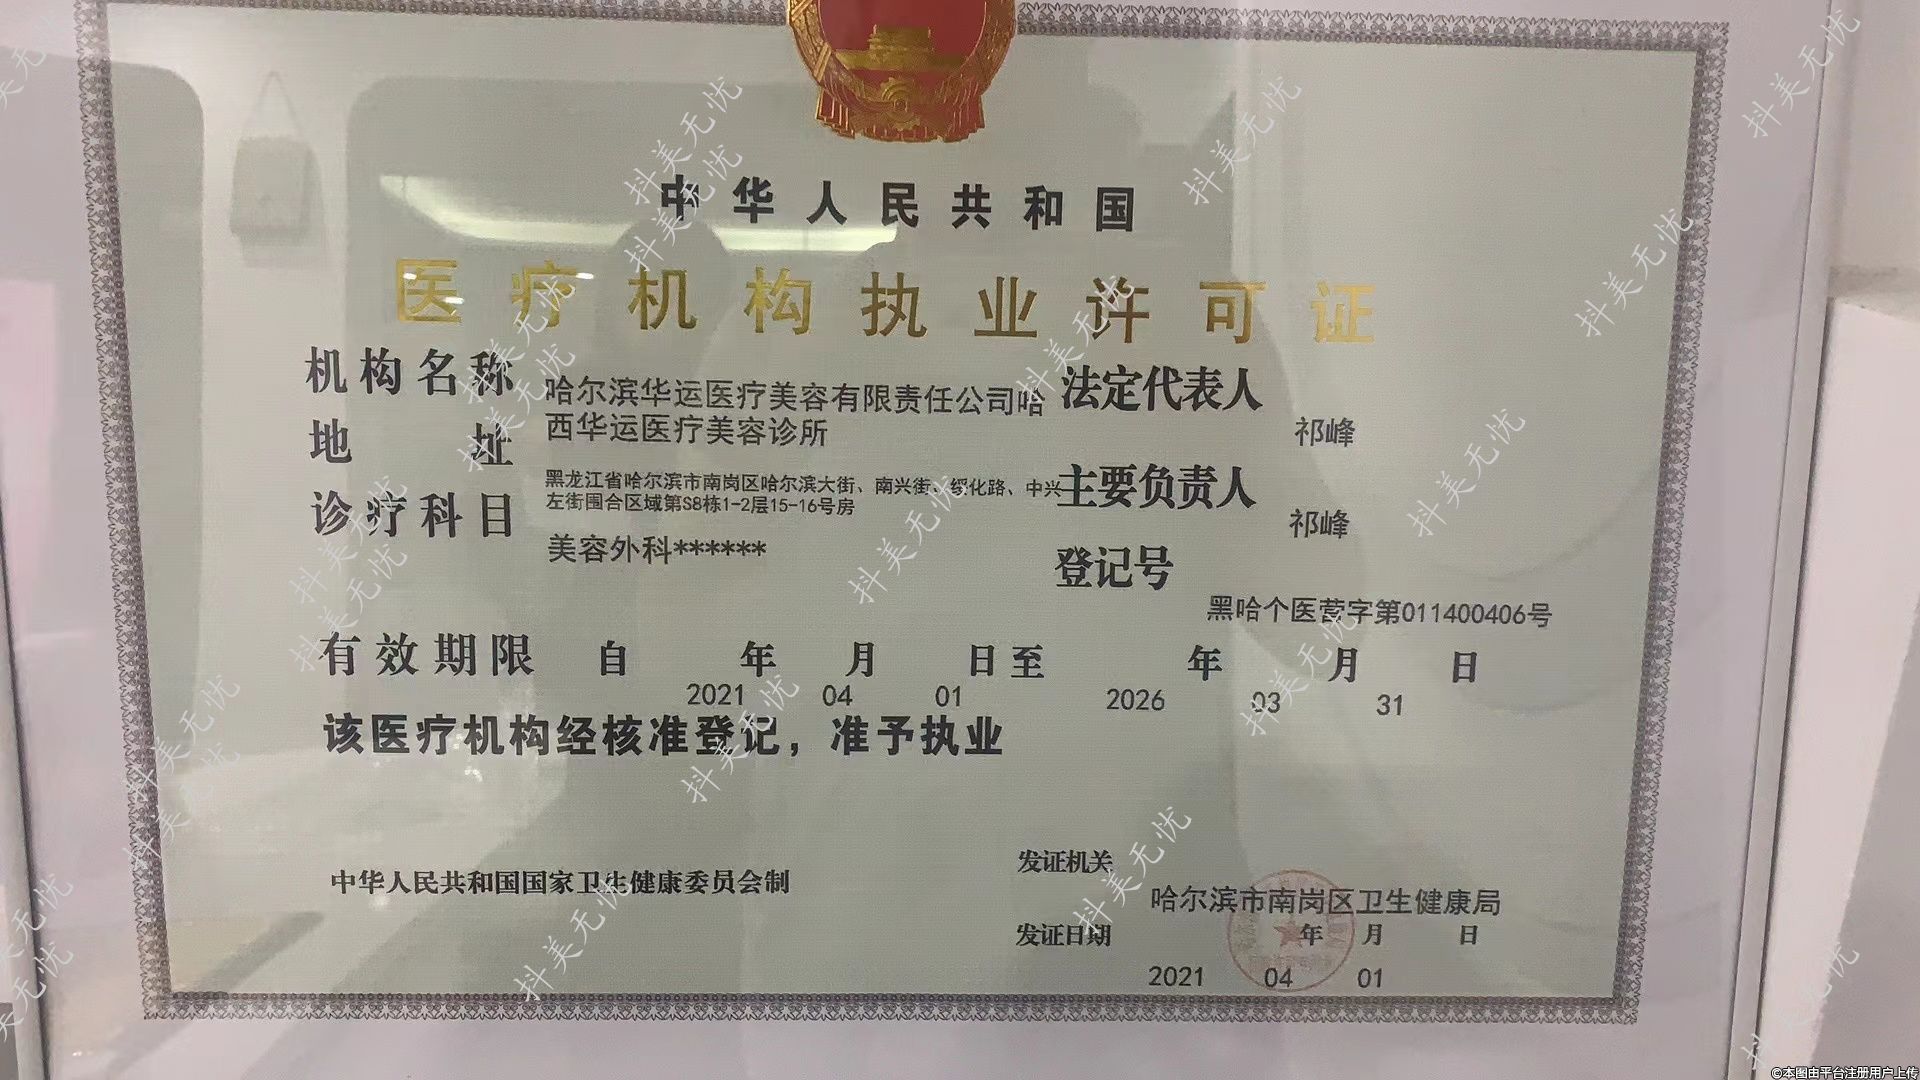 中华人民共和国
医疗机构执业许可证
机构名称 哈尔滨华运医疗美容有限责任公司哈
西华运医疗美容诊所
法定代表人 祁峰
地址 黑龙江省哈尔滨市南岗区哈尔滨大街、南兴街、绥化路、中兴
左街围合区域第S8栋1-2层15-16号房
主要负责人 祁峰
诊疗科目 美容外科******
登记号 黑哈个医营字第011400406号
有效期限 自 2021 年 04 月 01 日至 2026 年 03 月 31 日
该医疗机构经核准登记，准予执业
中华人民共和国国家卫生健康委员会制
发证机关 哈尔滨市南岗区卫生健康局
发证日期 2021 年 04 月 01 日
抖美无忧
©本图由平台注册用户上传